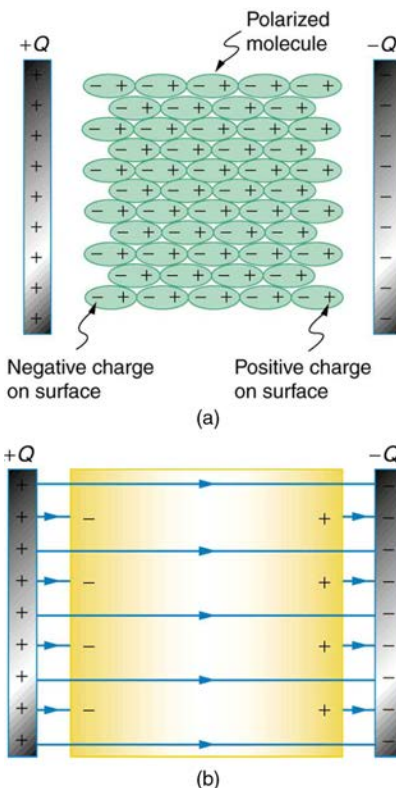 Polarized
molecule
+Q
−Q
Negative charge
on surface
Positive charge
on surface
(a)
+Q
−Q
(b)